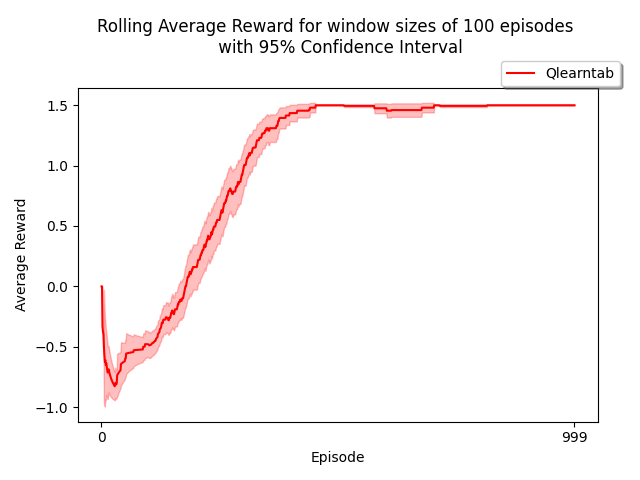 Rolling Average Reward for window sizes of 100 episodes
with 95% Confidence Interval
Qlearntab
1.5
1.0
0.5
0.0
−0.5
−1.0
Average Reward
0
999
Episode